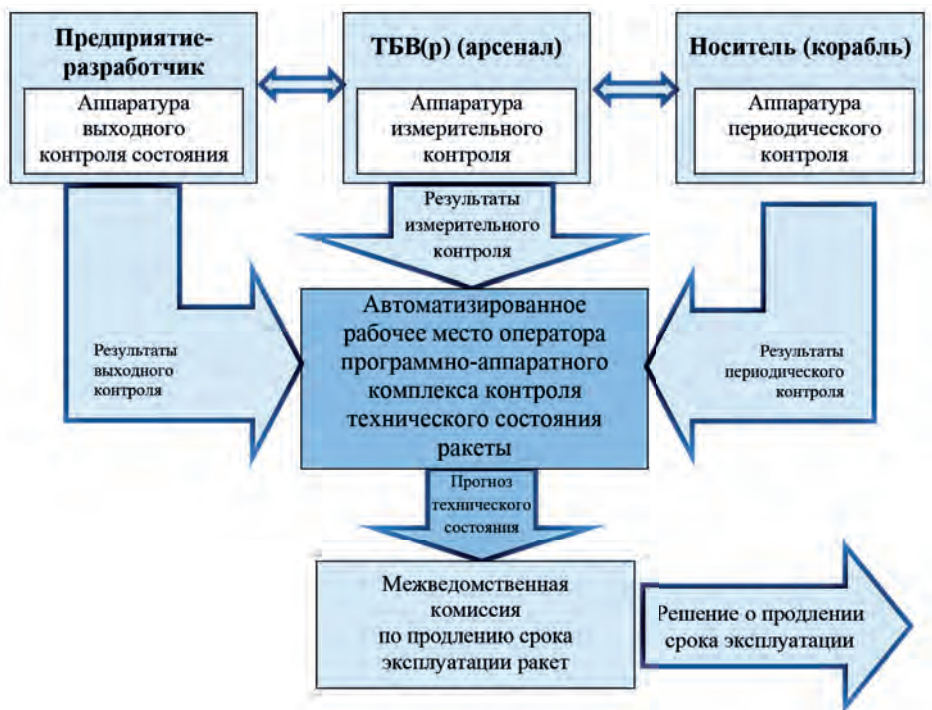 Предприятие-
разработчик
Аппаратура
выходного
контроля состояния
ТБВ(р) (арсенал)
Аппаратура
измерительного
контроля
Носитель (корабль)
Аппаратура
периодического
контроля
Результаты
измерительного
контроля
Результаты
выходного
контроля
Автоматизированное
рабочее место оператора
программно-аппаратного
комплекса контроля
технического состояния
ракеты
Результаты
периодического
контроля
Прогноз
технического
состояния
Межведомственная
комиссия
по продлению срока
эксплуатации ракет
Решение о продлении
срока эксплуатации